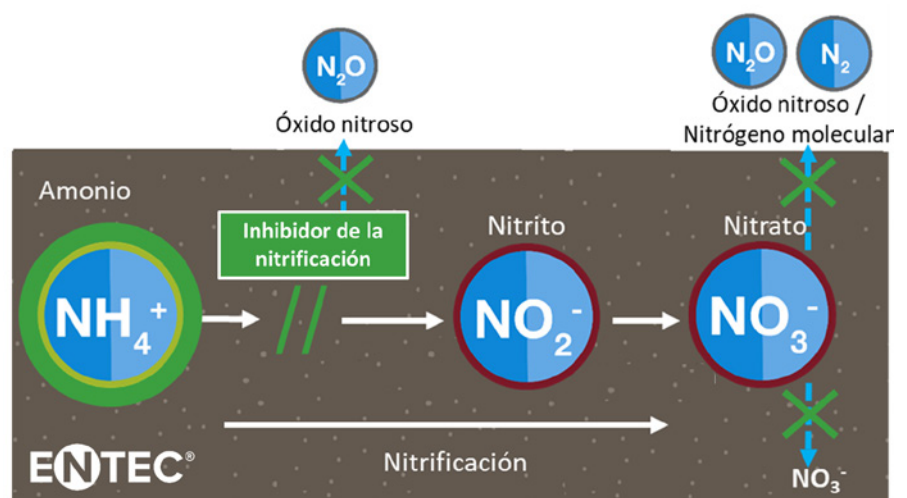 N₂O
Óxido nitroso
N₂O
N₂
Óxido nitroso /
Nitrógeno molecular
Amonio
NH₄⁺
Inhibidor de la
nitrificación
Nitrito
NO₂⁻
Nitrato
NO₃⁻
Nitrificación
NO₃⁻
ENTEC®